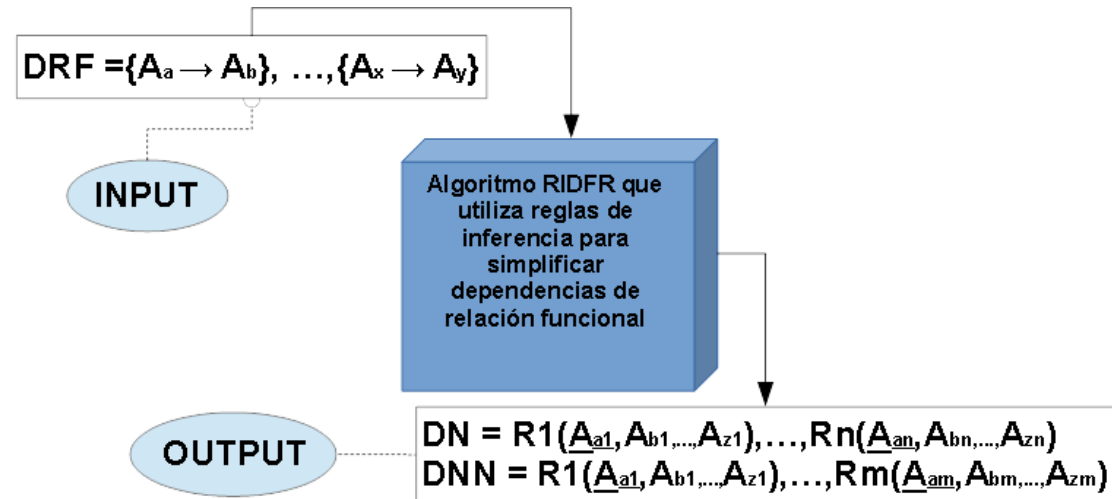 DRF ={Aa → Ab}, ...,{Ax → Ay}
INPUT
Algoritmo RIDFR que
utiliza reglas de
inferencia para
simplificar
dependencias de
relación funcional
OUTPUT
DN = R1(Aa1,Ab1,...,Az1),...,Rn(Aan,Abn,...,Azn)
DNN = R1(Aa1,Ab1,...,Az1),...,Rm(Aam,Abm,...,Azm)